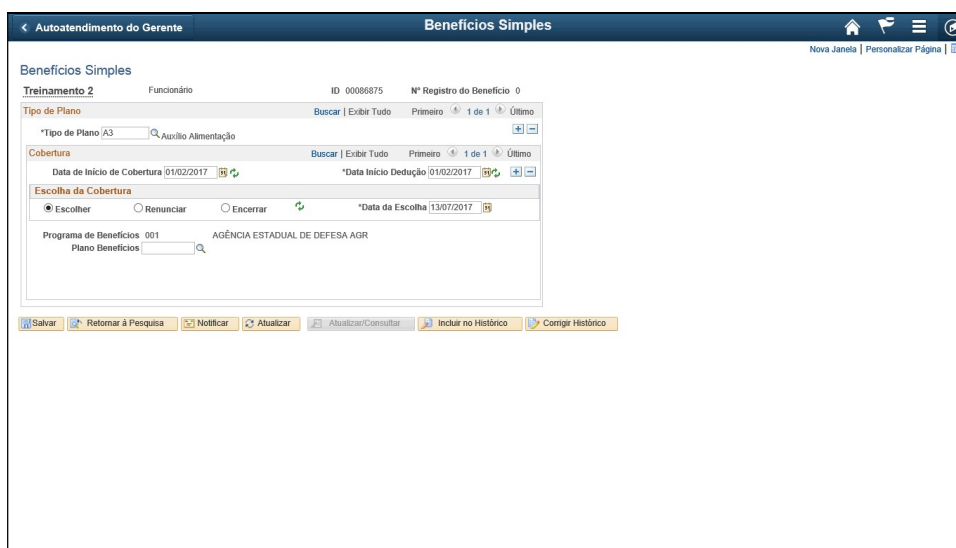 Autoatendimento do Gerente Benefícios Simples
Nova Janela | Personalizar Página |
Benefícios Simples
Treinamento 2 Funcionário ID 00086875 Nº Registro do Benefício 0
Tipo de Plano Buscar | Exibir Tudo Primeiro 1 de 1 Último
*Tipo de Plano A3 Auxílio Alimentação
Cobertura Buscar | Exibir Tudo Primeiro 1 de 1 Último
Data de Início de Cobertura 01/02/2017 *Data Início Dedução 01/02/2017
Escolha da Cobertura
Escolher Renunciar Encerrar *Data da Escolha 13/07/2017
Programa de Benefícios 001 AGÊNCIA ESTADUAL DE DEFESA AGR
Plano Benefícios
Salvar Retornar à Pesquisa Notificar Atualizar Atualizar/Consultar Incluir no Histórico Corrigir Histórico